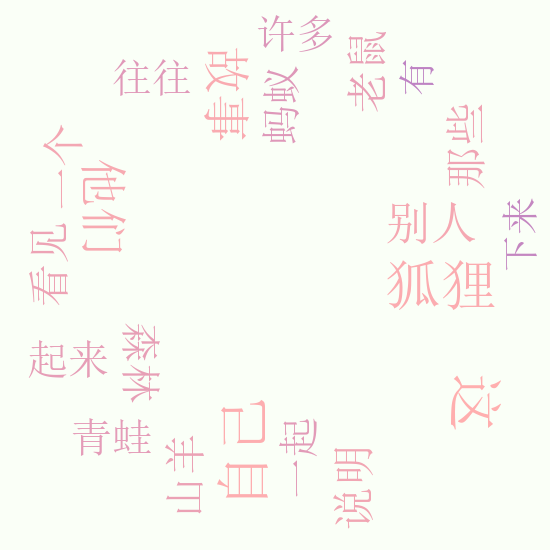 许多
往往
故事
蚂蚁
老鼠
有
那些
一个
他们
别人
下来
看见
狐狸
起来
森林
这
青蛙
自己
一起
山羊
说明